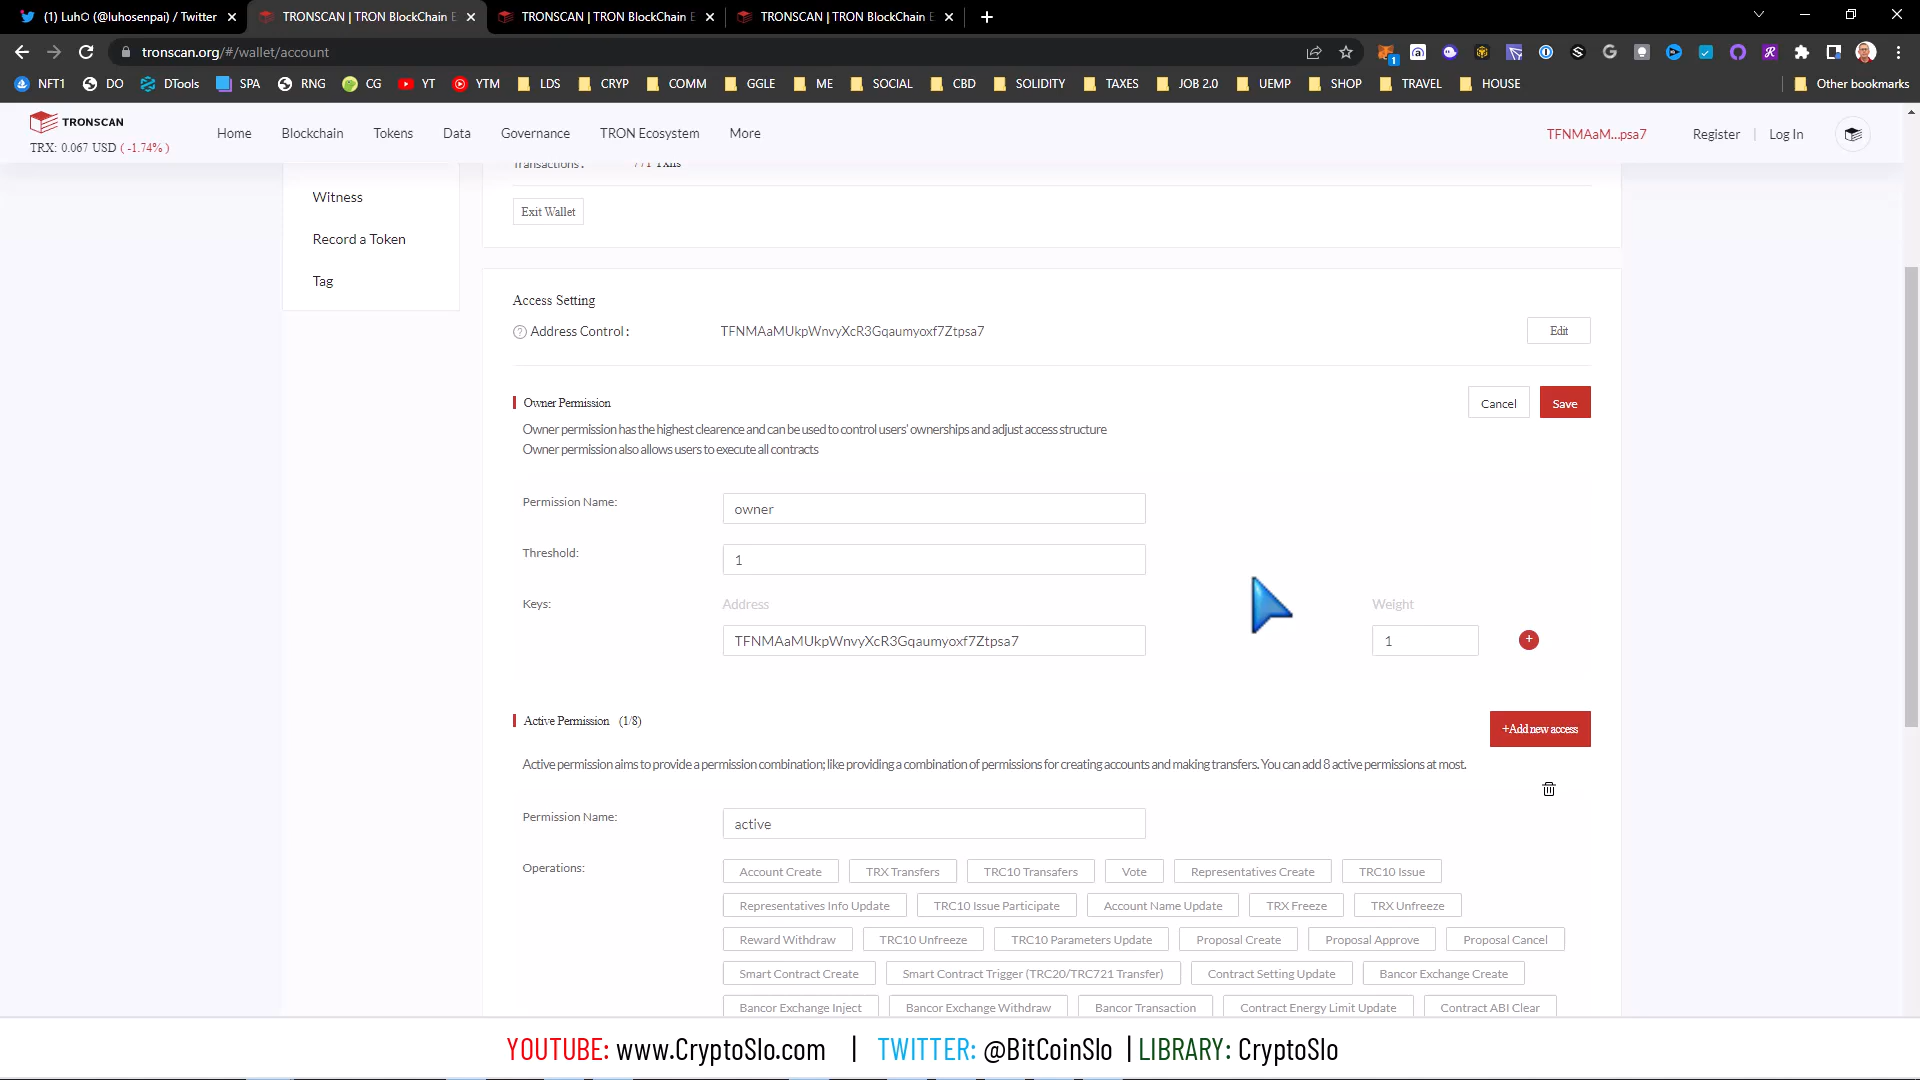 (1) Luh⬡ (@luhosenpai) / Twitter
TRONSCAN | TRON BlockChain E
TRONSCAN | TRON BlockChain E
TRONSCAN | TRON BlockChain E
tronscan.org/#/wallet/account
1
NFT1 DO DTools SPA RNG CG YT YTM LDS CRYP COMM GGLE ME SOCIAL CBD SOLIDITY TAXES JOB 2.0 UEMP SHOP TRAVEL HOUSE Other bookmarks
TRONSCAN
TRX: 0.067 USD ( -1.74% )
Home Blockchain Tokens Data Governance TRON Ecosystem More TFNMAaM...psa7 Register | Log In
Transactions: 771 Txns
Witness
Exit Wallet
Record a Token
Tag
Access Setting
Address Control : TFNMAaMUkpWnvyXcR3Gqaumyoxf7Ztpsa7 Edit
Owner Permission Cancel Save
Owner permission has the highest clearence and can be used to control users' ownerships and adjust access structure
Owner permission also allows users to execute all contracts
Permission Name: owner
Threshold: 1
Keys: Address Weight
TFNMAaMUkpWnvyXcR3Gqaumyoxf7Ztpsa7 1 +
Active Permission (1/8) +Add new access
Active permission aims to provide a permission combination; like providing a combination of permissions for creating accounts and making transfers. You can add 8 active permissions at most.
Permission Name: active
Operations: Account Create TRX Transfers TRC10 Transafers Vote Representatives Create TRC10 Issue
Representatives Info Update TRC10 Issue Participate Account Name Update TRX Freeze TRX Unfreeze
Reward Withdraw TRC10 Unfreeze TRC10 Parameters Update Proposal Create Proposal Approve Proposal Cancel
Smart Contract Create Smart Contract Trigger (TRC20/TRC721 Transfer) Contract Setting Update Bancor Exchange Create
Bancor Exchange Inject Bancor Exchange Withdraw Bancor Transaction Contract Energy Limit Update Contract ABI Clear
YOUTUBE: www.CryptoSlo.com | TWITTER: @BitCoinSlo | LIBRARY: CryptoSlo